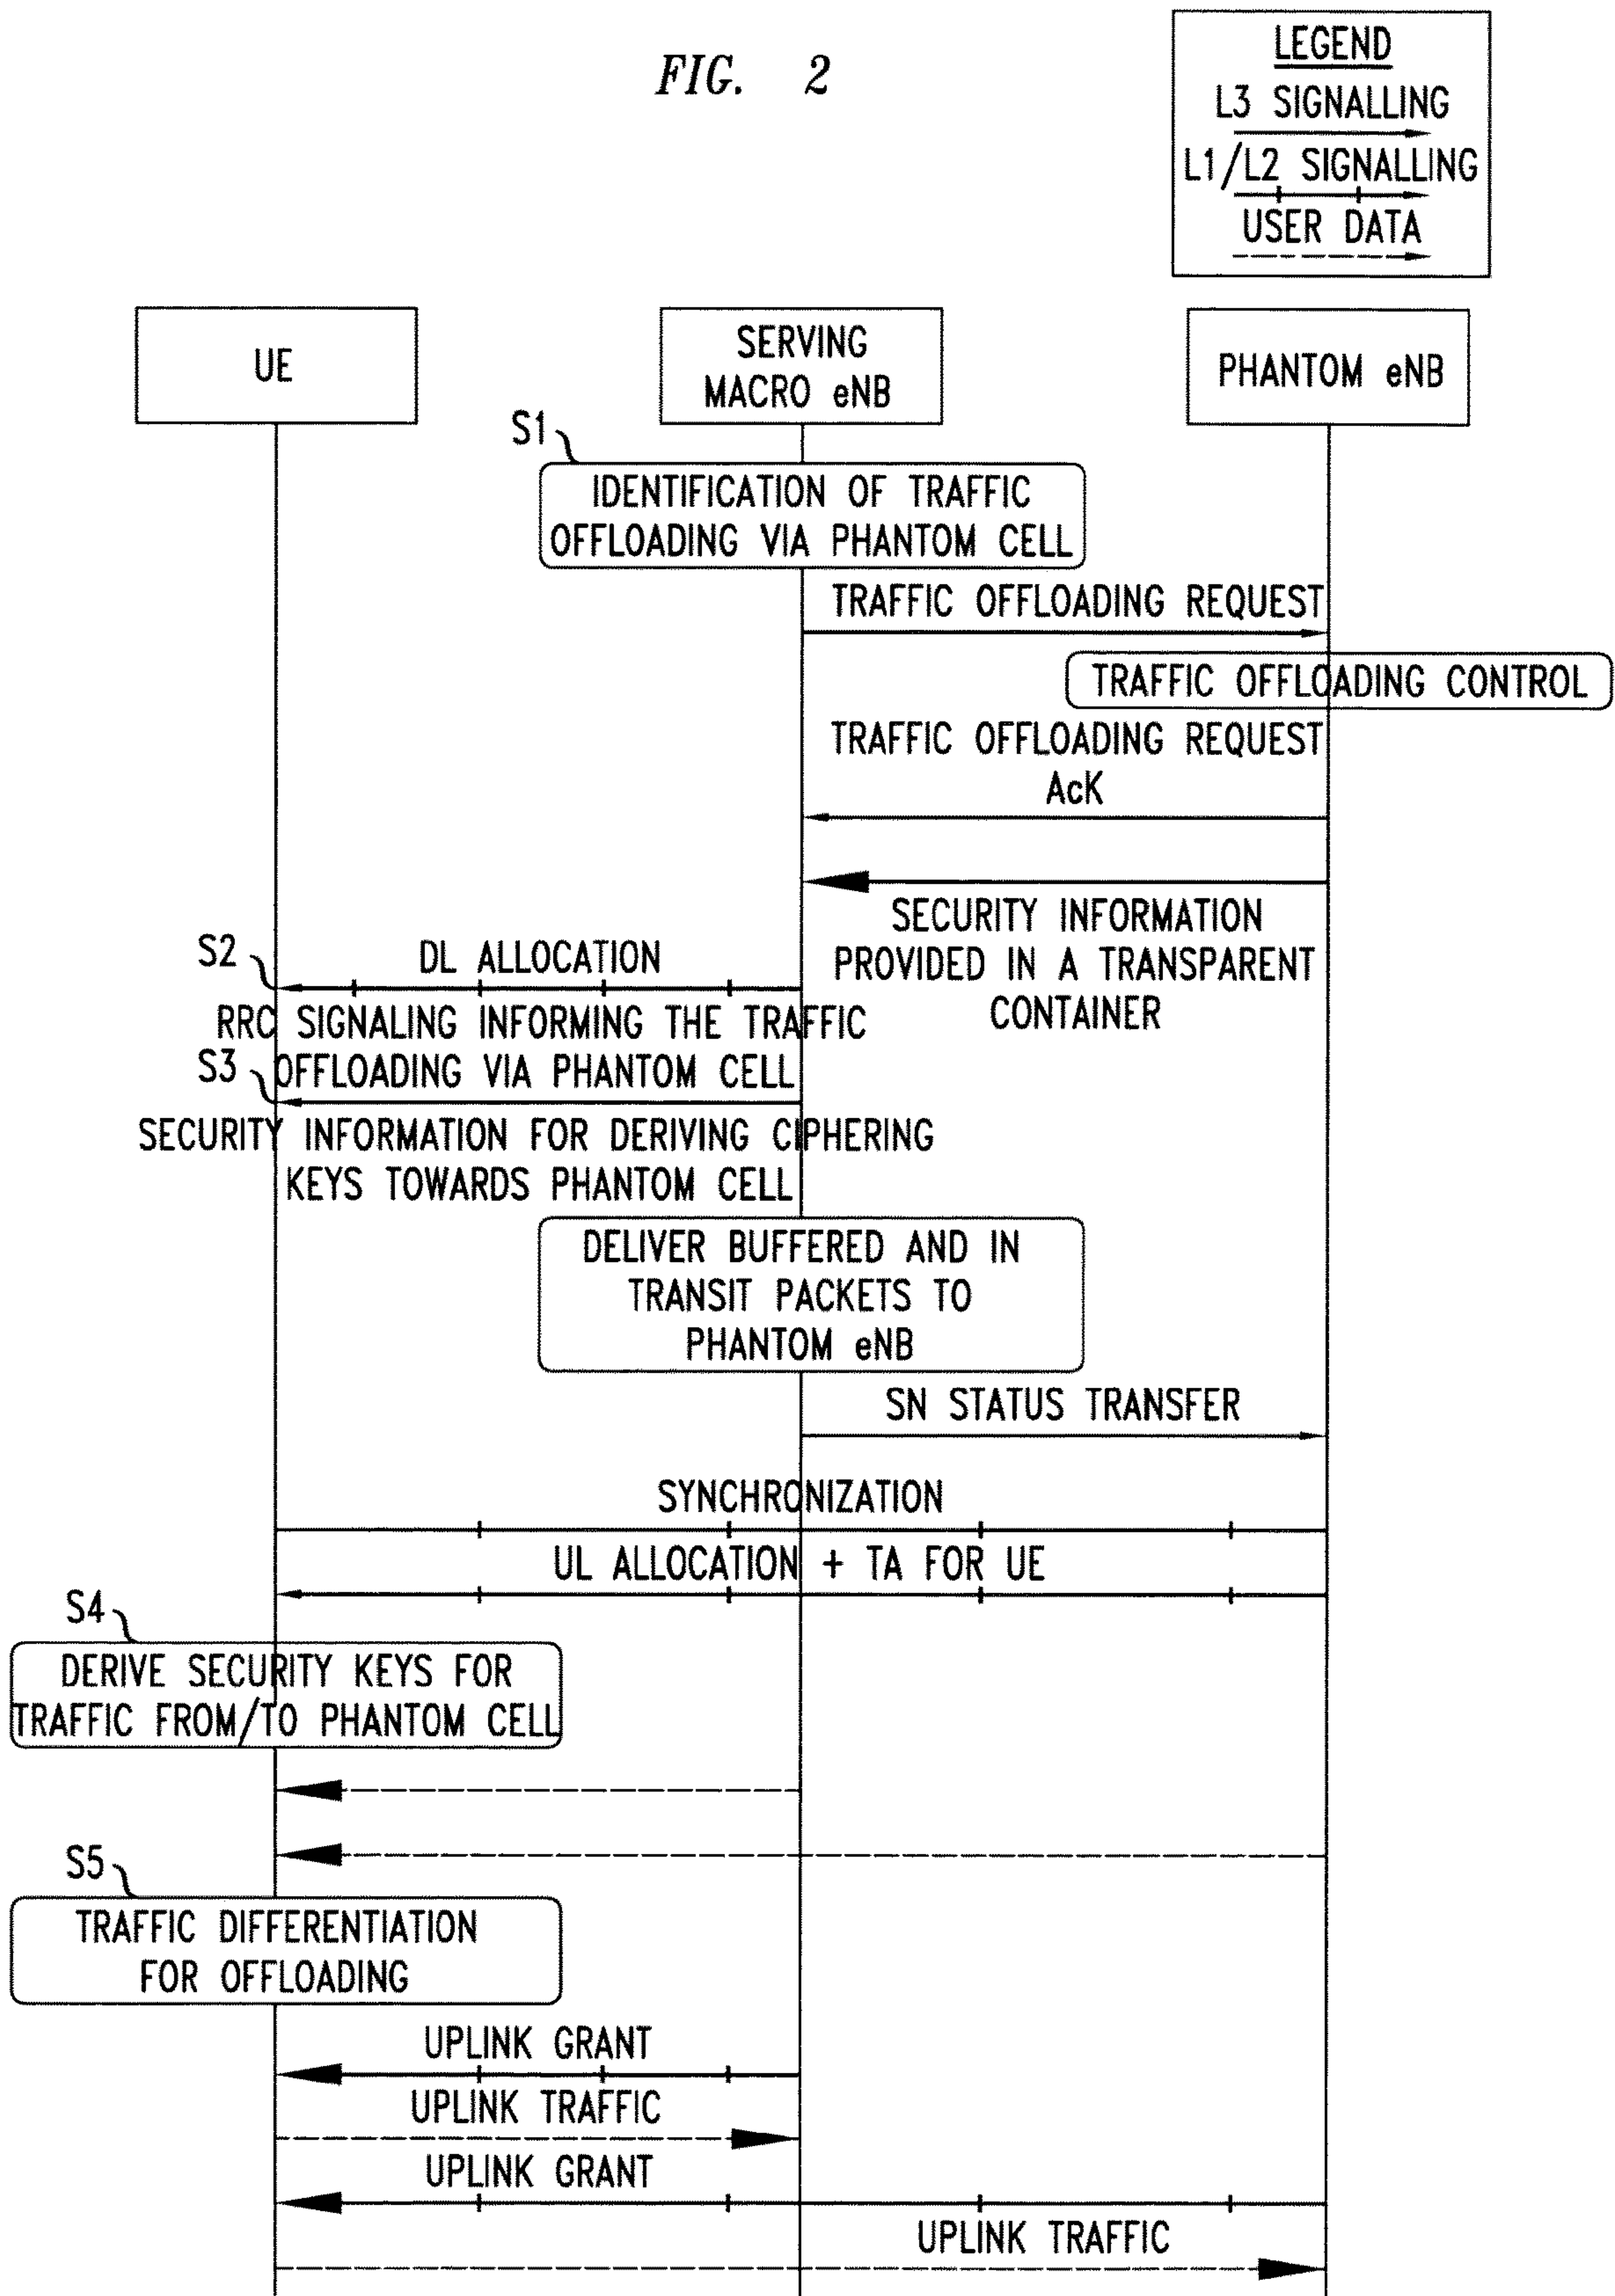 FIG. 2
LEGEND
L3 SIGNALLING
L1/L2 SIGNALLING
USER DATA
UE
SERVING
MACRO eNB
PHANTOM eNB
S1
IDENTIFICATION OF TRAFFIC
OFFLOADING VIA PHANTOM CELL
TRAFFIC OFFLOADING REQUEST
TRAFFIC OFFLOADING CONTROL
TRAFFIC OFFLOADING REQUEST
AcK
SECURITY INFORMATION
PROVIDED IN A TRANSPARENT
CONTAINER
S2
DL ALLOCATION
RRC SIGNALING INFORMING THE TRAFFIC
OFFLOADING VIA PHANTOM CELL
S3
SECURITY INFORMATION FOR DERIVING CIPHERING
KEYS TOWARDS PHANTOM CELL
DELIVER BUFFERED AND IN
TRANSIT PACKETS TO
PHANTOM eNB
SN STATUS TRANSFER
SYNCHRONIZATION
UL ALLOCATION + TA FOR UE
S4
DERIVE SECURITY KEYS FOR
TRAFFIC FROM/TO PHANTOM CELL
S5
TRAFFIC DIFFERENTIATION
FOR OFFLOADING
UPLINK GRANT
UPLINK TRAFFIC
UPLINK GRANT
UPLINK TRAFFIC